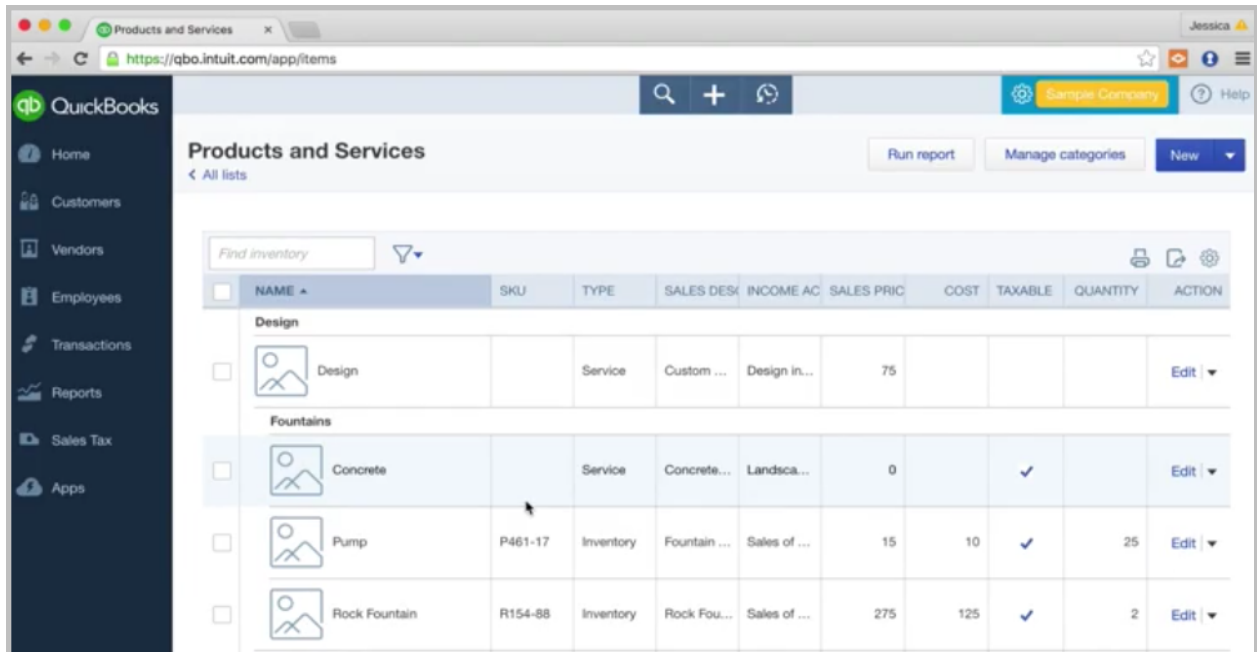 Products and Services
Jessica
https://qbo.intuit.com/app/items
qb QuickBooks
Sample Company
Help
Home
Customers
Vendors
Employees
Transactions
Reports
Sales Tax
Apps
Products and Services
All lists
Run report
Manage categories
New
Find inventory
NAME SKU TYPE SALES DESC INCOME AC SALES PRIC COST TAXABLE QUANTITY ACTION
Design
Design Service Custom ... Design in... 75 Edit
Fountains
Concrete Service Concrete... Landsca... 0 Edit
Pump P461-17 Inventory Fountain ... Sales of ... 15 10 25 Edit
Rock Fountain R154-88 Inventory Rock Fou... Sales of ... 275 125 2 Edit